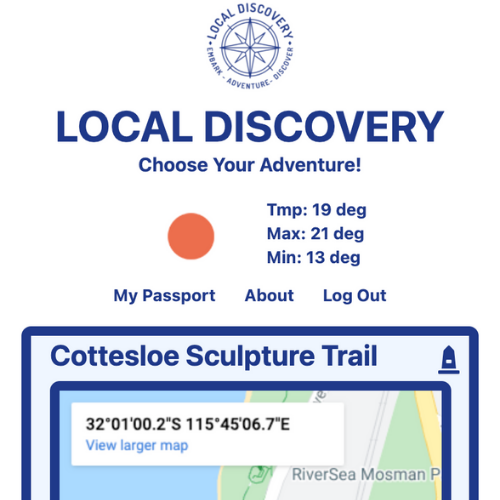 LOCAL DISCOVERY
EMBARK - ADVENTURE - DISCOVER
LOCAL DISCOVERY
Choose Your Adventure!
Tmp: 19 deg
Max: 21 deg
Min: 13 deg
My Passport About Log Out
Cottesloe Sculpture Trail
32°01'00.2"S 115°45'06.7"E
View larger map
RiverSea Mosman P